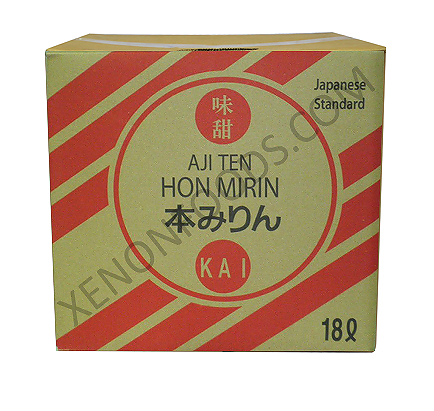 味
甜
Japanese
Standard
AJI TEN
HON MIRIN
本みりん
KAI
18ℓ
XENONFOODS.COM